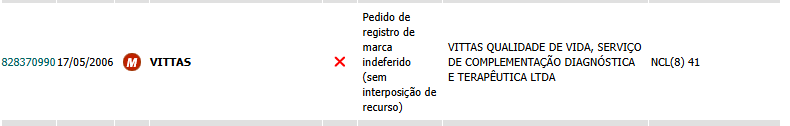 828370990 17/05/2006 M VITTAS
Pedido de
registro de
marca
indeferido
(sem
interposição de
recurso)
VITTAS QUALIDADE DE VIDA, SERVIÇO
DE COMPLEMENTAÇÃO DIAGNÓSTICA
E TERAPÊUTICA LTDA
NCL(8) 41